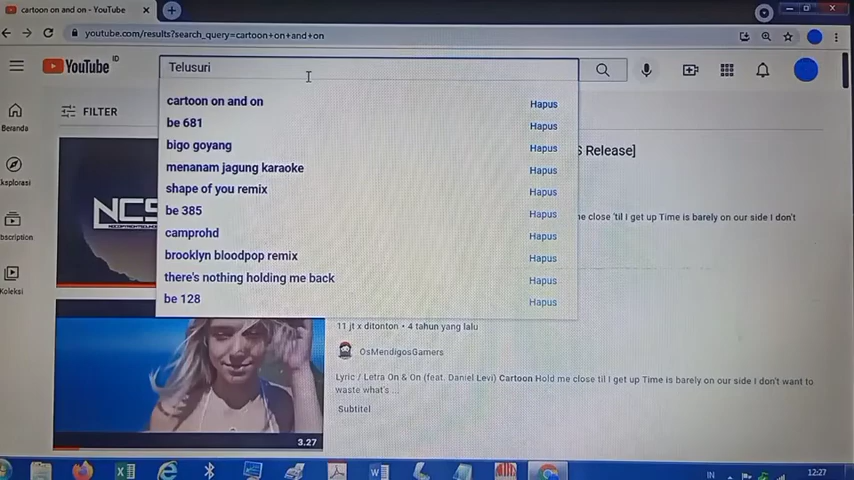 cartoon on and on - YouTube
youtube.com/results?search_query=cartoon+on+and+on
YouTube ID
Telusuri
FILTER
Beranda
ksplorasi
bscription
Koleksi
cartoon on and on Hapus
be 681 Hapus
bigo goyang Hapus
menanam jagung karaoke Hapus
shape of you remix Hapus
be 385 Hapus
camprohd Hapus
brooklyn bloodpop remix Hapus
there's nothing holding me back Hapus
be 128 Hapus
S Release]
ne close 'til I get up Time is barely on our side I don't
NCS
3.27
11 jt x ditonton • 4 tahun yang lalu
OsMendigosGamers
Lyric / Letra On & On (feat. Daniel Levi) Cartoon Hold me close til I get up Time is barely on our side I don't want to
waste what's ...
Subtitel
IN
12:27